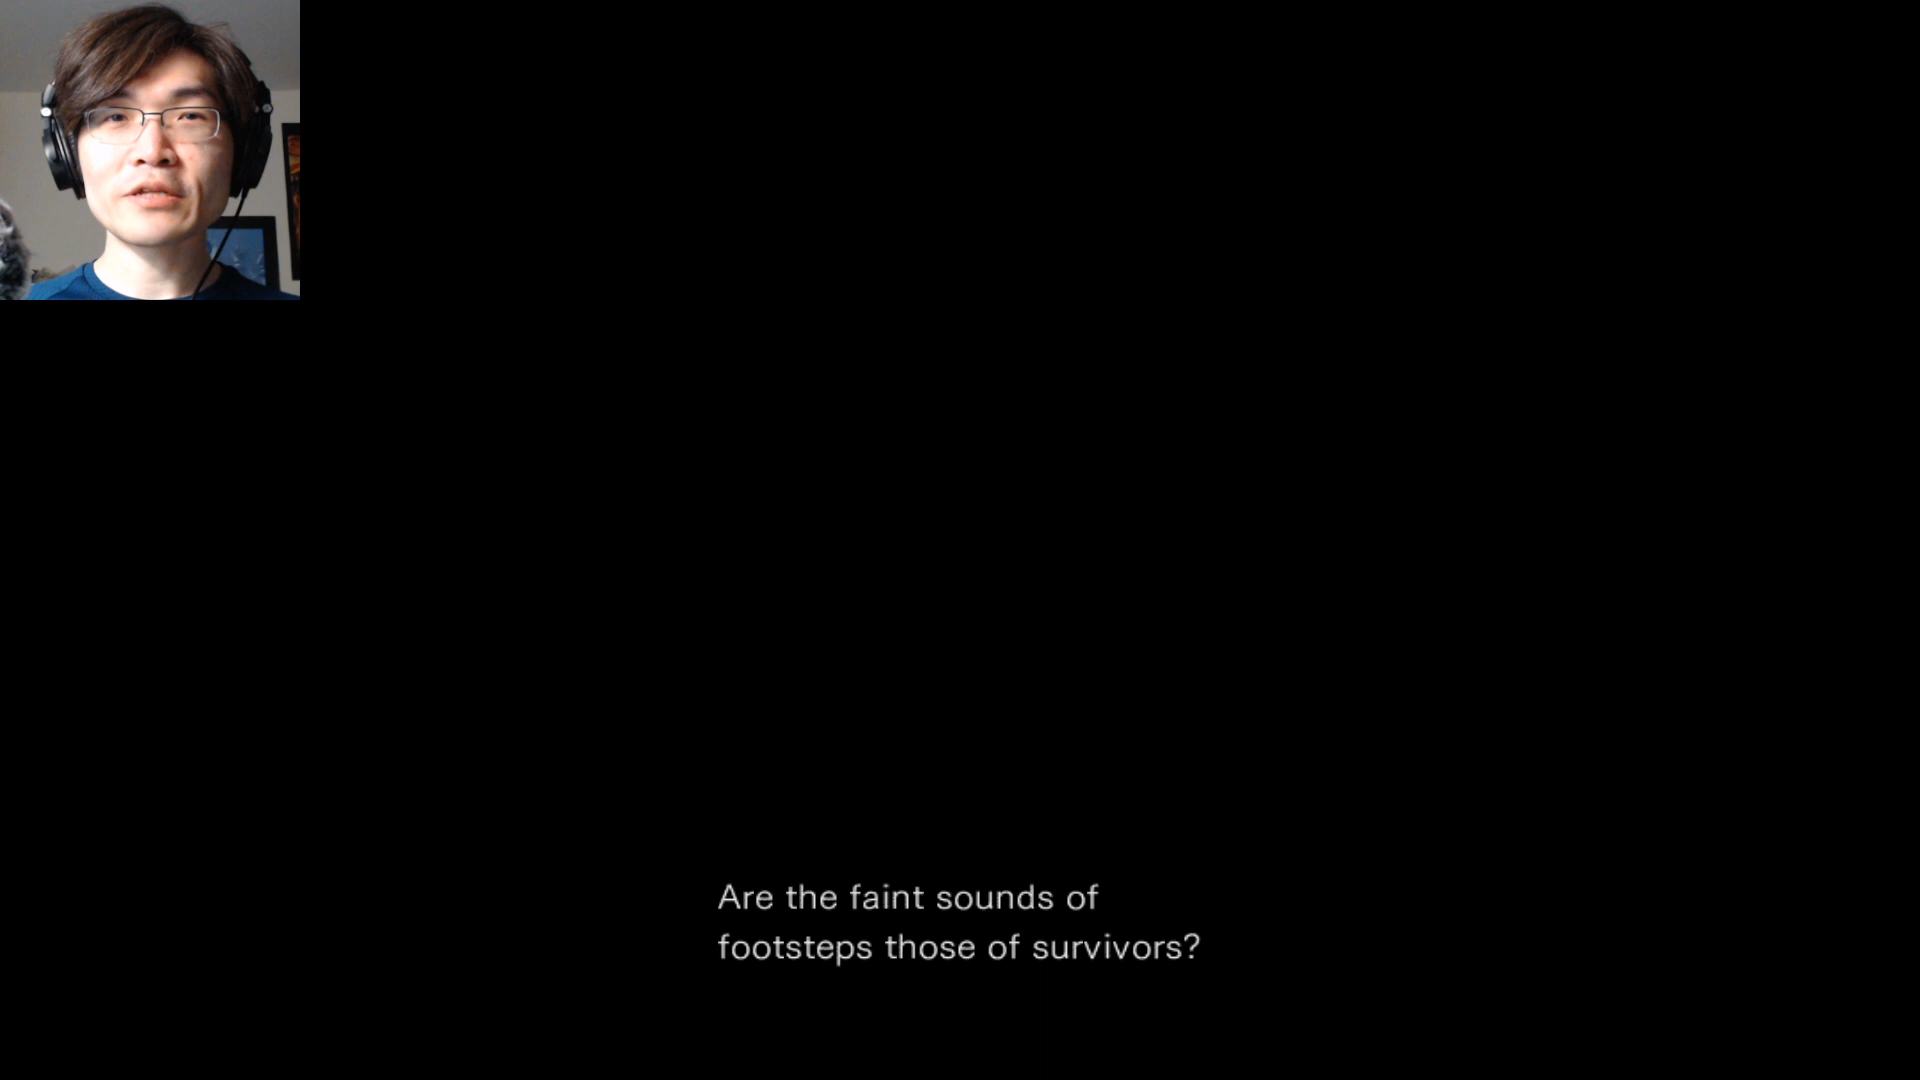 Are the faint sounds of
footsteps those of survivors?